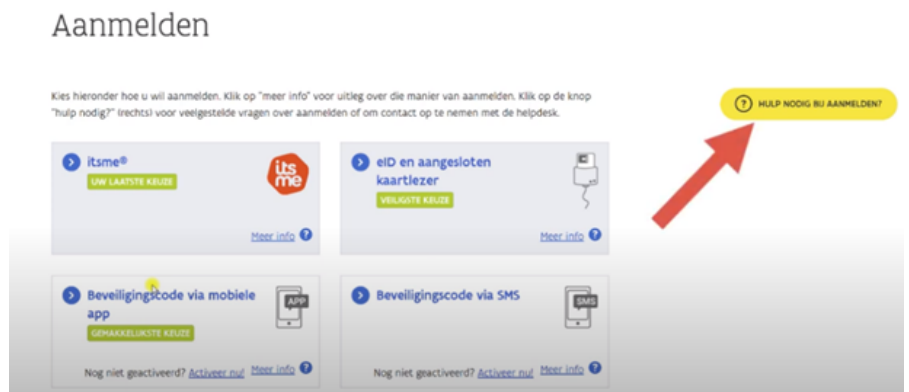 Aanmelden
Kies hieronder hoe u wil aanmelden. Klik op "meer info" voor uitleg over die manier van aanmelden. Klik op de knop
"hulp nodig?" (rechts) voor veelgestelde vragen over aanmelden of om contact op te nemen met de helpdesk.
HULP NODIG BIJ AANMELDEN?
itsme®
UW LAATSTE KEUZE
its
me
Meer info
eID en aangesloten
kaartlezer
VEILIGSTE KEUZE
Meer info
Beveiligingscode via mobiele
app
GEMAKKELIJKSTE KEUZE
APP
Nog niet geactiveerd? Activeer nu! Meer info
Beveiligingscode via SMS
SMS
Nog niet geactiveerd? Activeer nu! Meer info